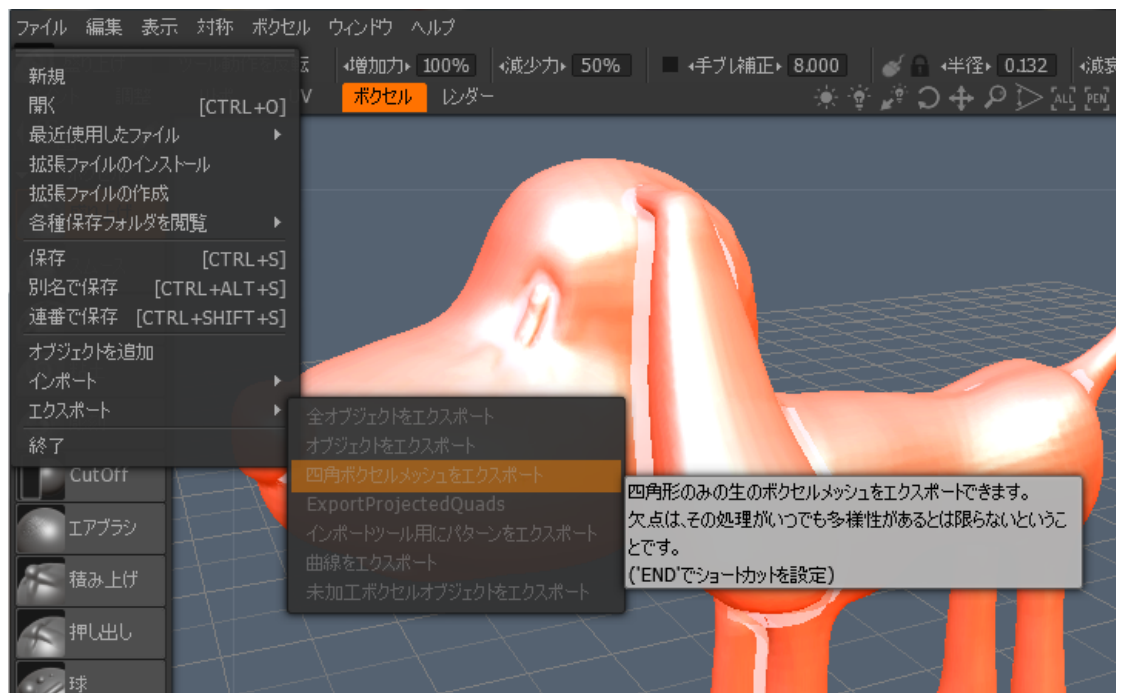 ファイル 編集 表示 対称 ボクセル ウィンドウ ヘルプ
増加力 100% 減少力 50% 手ブレ補正 8.000 半径 0.132
ボクセル レンダー
ALL PEN
新規
開く [CTRL+O]
最近使用したファイル
拡張ファイルのインストール
拡張ファイルの作成
各種保存フォルダを閲覧
保存 [CTRL+S]
別名で保存 [CTRL+ALT+S]
連番で保存 [CTRL+SHIFT+S]
オブジェクトを追加
インポート
エクスポート
終了
全オブジェクトをエクスポート
オブジェクトをエクスポート
四角ボクセルメッシュをエクスポート
ExportProjectedQuads
インポートツール用にパターンをエクスポート
曲線をエクスポート
未加工ボクセルオブジェクトをエクスポート
四角形のみの生のボクセルメッシュをエクスポートできます。
欠点は、その処理がいつでも多様性があるとは限らないというこ
とです。
('END'でショートカットを設定)
CutOff
エアブラシ
積み上げ
押し出し
球